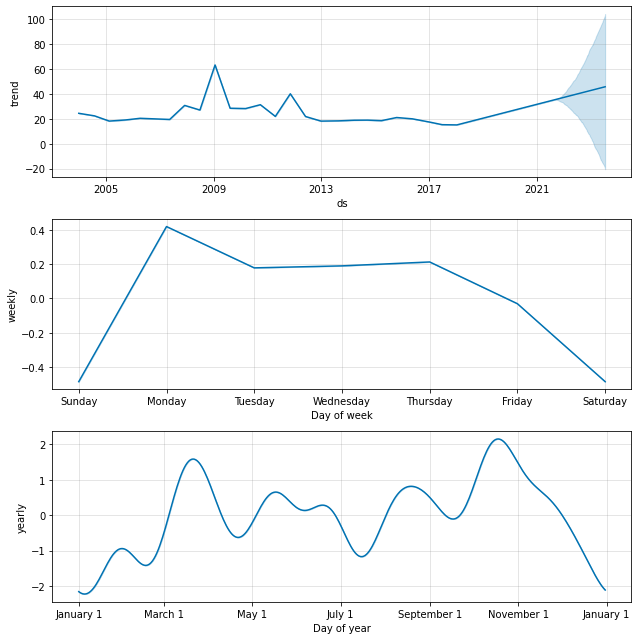 100
80
60
40
20
0
−20
trend
2005 2009 2013 2017 2021
ds
0.4
0.2
0.0
−0.2
−0.4
weekly
Sunday Monday Tuesday Wednesday Thursday Friday Saturday
Day of week
2
1
0
−1
−2
yearly
January 1 March 1 May 1 July 1 September 1 November 1 January 1
Day of year